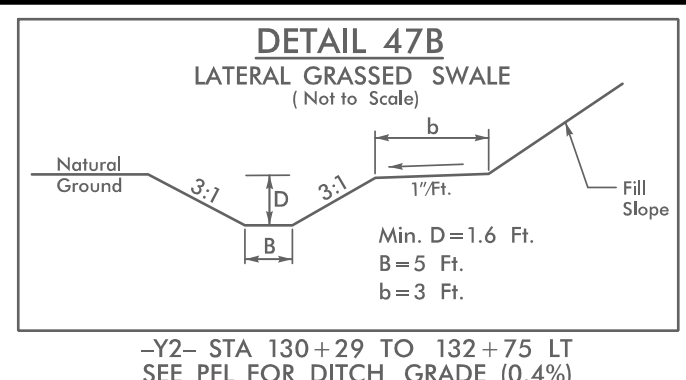 DETAIL 47B
LATERAL GRASSED SWALE
( Not to Scale)
b
Natural
Ground
3:1
D
3:1
1"/Ft.
Fill
Slope
B
Min. D=1.6 Ft.
B=5 Ft.
b=3 Ft.
-Y2- STA 130+29 TO 132+75 LT
SEE PFL FOR DITCH GRADE (0.4%)